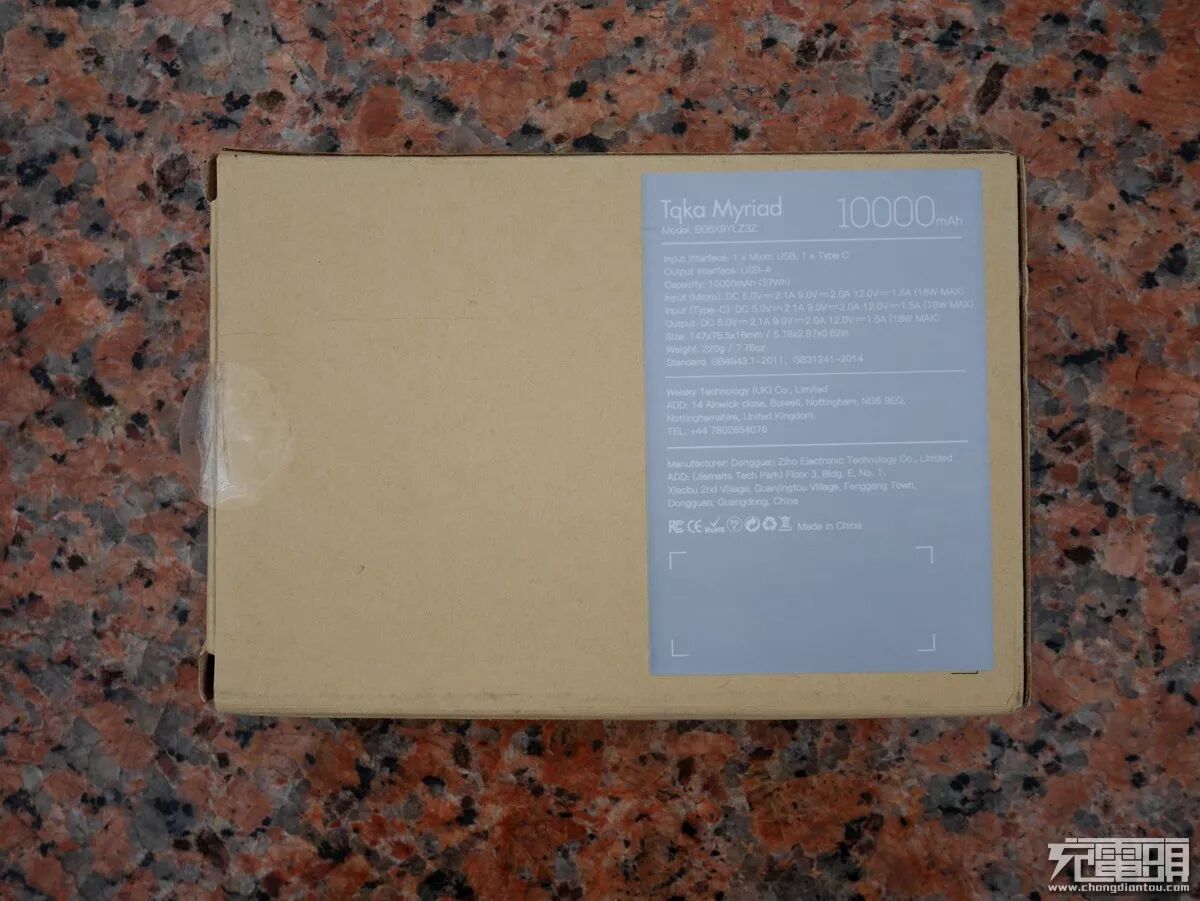 Tqka Myriad
10000mAh
Model: B06X9YLZ3Z
Input Interface: 1 x Micro USB, 1 x Type C
Output Interface: USB-A
Capacity: 10000mAh (37Wh)
Input (Micro): DC 5.0V⎓2.1A 9.0V⎓2.0A 12.0V⎓1.5A (18W MAX)
Input (Type-C): DC 5.0V⎓2.1A 9.0V⎓2.0A 12.0V⎓1.5A (18W MAX)
Output: DC 5.0V⎓2.1A 9.0V⎓2.0A 12.0V⎓1.5A (18W MAX)
Size: 147x75.5x16mm / 5.78x2.97x0.62in
Weight: 220g / 7.76oz
Standard: GB4943.1-2011, GB31241-2014
Welsky Technology (UK) Co., Limited
ADD: 14 Alnwick close, Bulwell, Nottingham, NG6 9EQ,
Nottinghamshire, United Kingdom
TEL: +44 7802654076
Manufacturer: Dongguan Ziho Electronic Technology Co., Limited
ADD: (Jiemeitu Tech Park) Floor 3, Bldg. E, No. 1,
Xiaobu 2nd Village, Guanjingtou Village, Fenggang Town,
Dongguan, Guangdong, China
FC CE RoHS Made in China
充電頭
www.chongdiantou.com